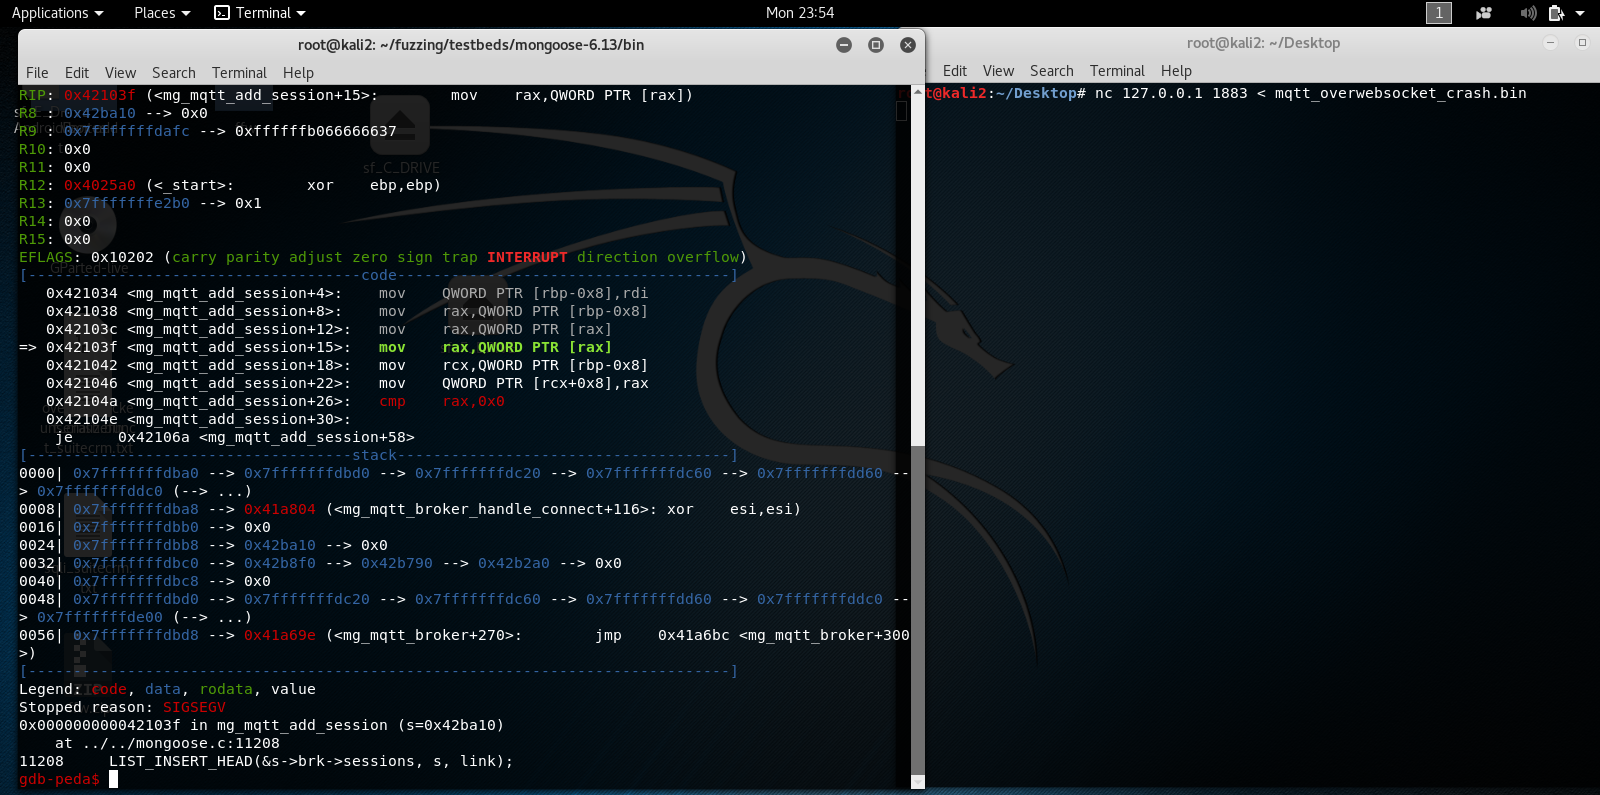 Applications Places Terminal Mon 23:54 1
root@kali2: ~/fuzzing/testbeds/mongoose-6.13/bin
File Edit View Search Terminal Help
RIP: 0x42103f (<mg_mqtt_add_session+15>: mov rax,QWORD PTR [rax])
R8 : 0x42ba10 --> 0x0
R9 : 0x7fffffffdafc --> 0xffffffb066666637
R10: 0x0
R11: 0x0
sf_C_DRIVE
R12: 0x4025a0 (<_start>: xor ebp,ebp)
R13: 0x7fffffffe2b0 --> 0x1
R14: 0x0
R15: 0x0
EFLAGS: 0x10202 (carry parity adjust zero sign trap INTERRUPT direction overflow)
GParted-live
[-------------------------------------code-------------------------------------]
0x421034 <mg_mqtt_add_session+4>: mov QWORD PTR [rbp-0x8],rdi
0x421038 <mg_mqtt_add_session+8>: mov rax,QWORD PTR [rbp-0x8]
0x42103c <mg_mqtt_add_session+12>: mov rax,QWORD PTR [rax]
=> 0x42103f <mg_mqtt_add_session+15>: mov rax,QWORD PTR [rax]
0x421042 <mg_mqtt_add_session+18>: mov rcx,QWORD PTR [rbp-0x8]
0x421046 <mg_mqtt_add_session+22>: mov QWORD PTR [rcx+0x8],rax
0x42104a <mg_mqtt_add_session+26>: cmp rax,0x0
0x42104e <mg_mqtt_add_session+30>:
je 0x42106a <mg_mqtt_add_session+58>
t_suitecrm.txt
[------------------------------------stack-------------------------------------]
0000| 0x7fffffffdba0 --> 0x7fffffffdbd0 --> 0x7fffffffdc20 --> 0x7fffffffdc60 --> 0x7fffffffdd60 --
> 0x7fffffffddc0 (--> ...)
0008| 0x7fffffffdba8 --> 0x41a804 (<mg_mqtt_broker_handle_connect+116>: xor esi,esi)
0016| 0x7fffffffdbb0 --> 0x0
0024| 0x7fffffffdbb8 --> 0x42ba10 --> 0x0
0032| 0x7fffffffdbc0 --> 0x42b8f0 --> 0x42b790 --> 0x42b2a0 --> 0x0
0040| 0x7fffffffdbc8 --> 0x0
0048| 0x7fffffffdbd0 --> 0x7fffffffdc20 --> 0x7fffffffdc60 --> 0x7fffffffdd60 --> 0x7fffffffddc0 --
> 0x7fffffffde00 (--> ...)
0056| 0x7fffffffdbd8 --> 0x41a69e (<mg_mqtt_broker+270>: jmp 0x41a6bc <mg_mqtt_broker+300
>)
[------------------------------------------------------------------------------]
Legend: code, data, rodata, value
Stopped reason: SIGSEGV
0x000000000042103f in mg_mqtt_add_session (s=0x42ba10)
at ../../mongoose.c:11208
11208 LIST_INSERT_HEAD(&s->brk->sessions, s, link);
gdb-peda$
root@kali2: ~/Desktop
Edit View Search Terminal Help
root@kali2:~/Desktop# nc 127.0.0.1 1883 < mqtt_overwebsocket_crash.bin